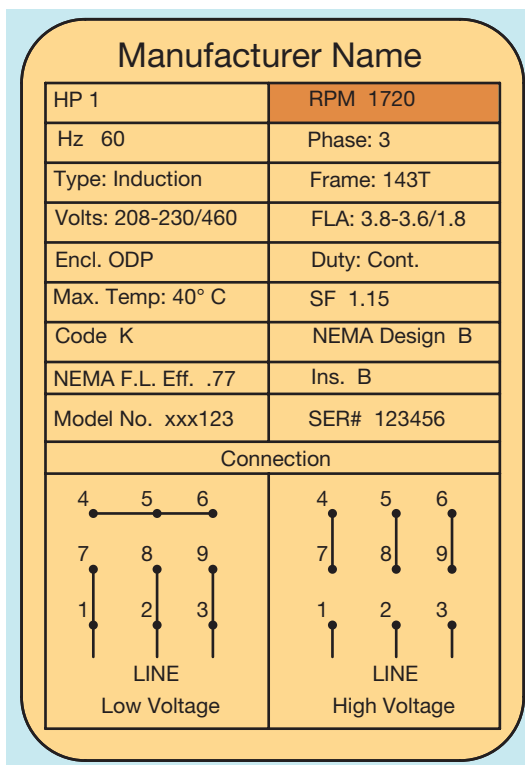 Manufacturer Name
HP 1 RPM 1720
Hz 60 Phase: 3
Type: Induction Frame: 143T
Volts: 208-230/460 FLA: 3.8-3.6/1.8
Encl. ODP Duty: Cont.
Max. Temp: 40° C SF 1.15
Code K NEMA Design B
NEMA F.L. Eff. .77 Ins. B
Model No. xxx123 SER# 123456
Connection
4 5 6 4 5 6
7 8 9 7 8 9
1 2 3 1 2 3
LINE LINE
Low Voltage High Voltage